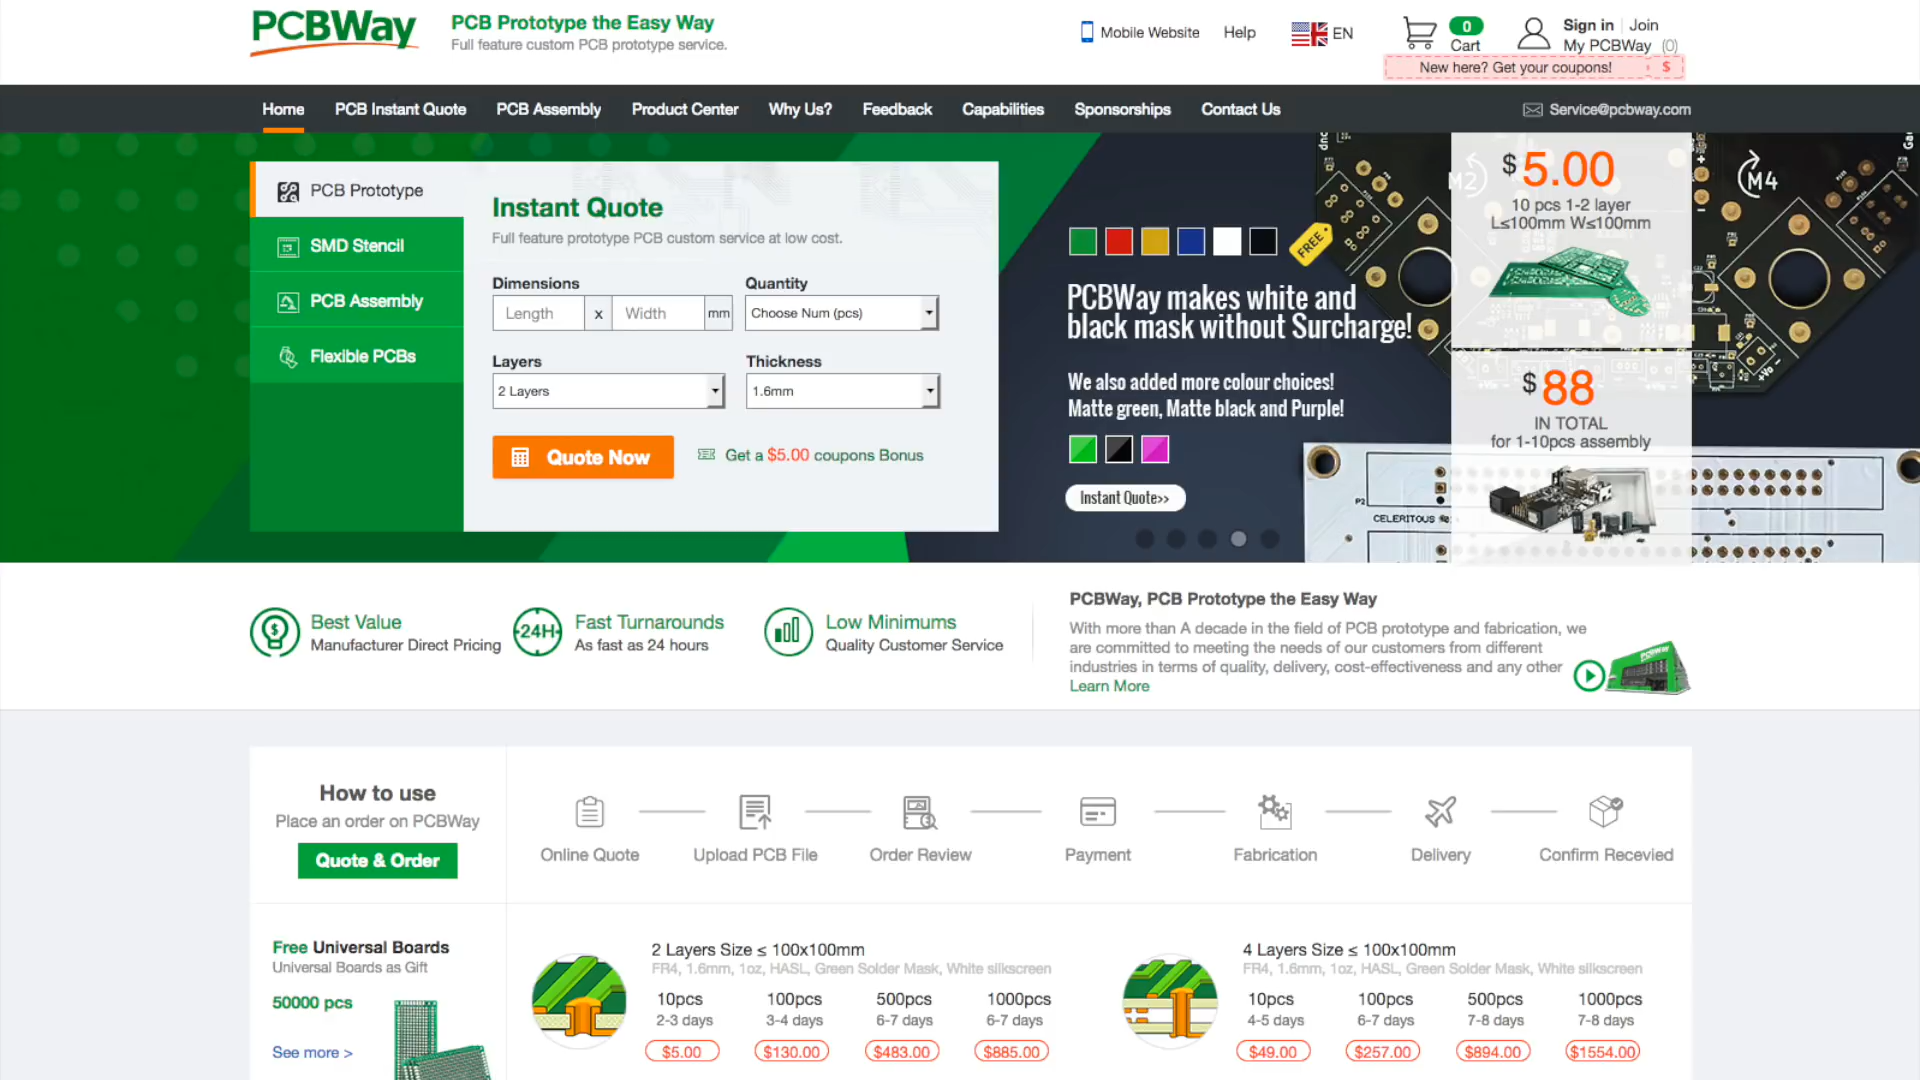 PCBWay
PCB Prototype the Easy Way
Full feature custom PCB prototype service.
Mobile Website
Help
EN
0
Cart
Sign in | Join
My PCBWay (0)
New here? Get your coupons! $
Home
PCB Instant Quote
PCB Assembly
Product Center
Why Us?
Feedback
Capabilities
Sponsorships
Contact Us
Service@pcbway.com
PCB Prototype
SMD Stencil
PCB Assembly
Flexible PCBs
Instant Quote
Full feature prototype PCB custom service at low cost.
Dimensions
Quantity
Length x Width mm
Choose Num (pcs)
Layers
Thickness
2 Layers
1.6mm
Quote Now
Get a $5.00 coupons Bonus
FREE
PCBWay makes white and
black mask without Surcharge!
We also added more colour choices!
Matte green, Matte black and Purple!
Instant Quote>>
M2
M4
P2
CELERITOUS
$5.00
10 pcs 1-2 layer
L≤100mm W≤100mm
$88
IN TOTAL
for 1-10pcs assembly
Best Value
Manufacturer Direct Pricing
24H
Fast Turnarounds
As fast as 24 hours
Low Minimums
Quality Customer Service
PCBWay, PCB Prototype the Easy Way
With more than A decade in the field of PCB prototype and fabrication, we
are committed to meeting the needs of our customers from different
industries in terms of quality, delivery, cost-effectiveness and any other
Learn More
PCBWay
How to use
Place an order on PCBWay
Quote & Order
Online Quote
Upload PCB File
Order Review
Payment
Fabrication
Delivery
Confirm Recevied
Free Universal Boards
Universal Boards as Gift
50000 pcs
See more >
2 Layers Size ≤ 100x100mm
FR4, 1.6mm, 1oz, HASL, Green Solder Mask, White silkscreen
10pcs 100pcs 500pcs 1000pcs
2-3 days 3-4 days 6-7 days 6-7 days
$5.00 $130.00 $483.00 $885.00
4 Layers Size ≤ 100x100mm
FR4, 1.6mm, 1oz, HASL, Green Solder Mask, White silkscreen
10pcs 100pcs 500pcs 1000pcs
4-5 days 6-7 days 7-8 days 7-8 days
$49.00 $257.00 $894.00 $1554.00